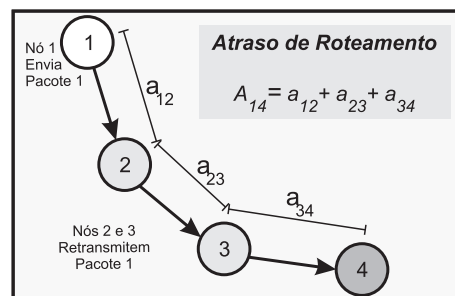 Nó 1
Envia
Pacote 1
1
a12
Atraso de Roteamento
A14 = a12 + a23 + a34
2
a23
Nós 2 e 3
Retransmitem
Pacote 1
3
a34
4